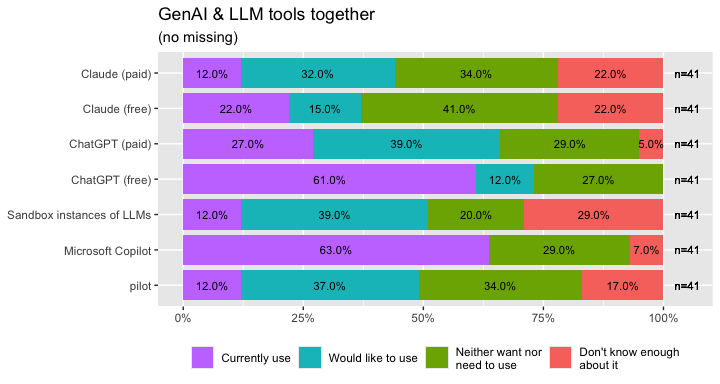 GenAI & LLM tools together
(no missing)
Claude (paid) 12.0% 32.0% 34.0% 22.0% n=41
Claude (free) 22.0% 15.0% 41.0% 22.0% n=41
ChatGPT (paid) 27.0% 39.0% 29.0% 5.0% n=41
ChatGPT (free) 61.0% 12.0% 27.0% n=41
Sandbox instances of LLMs 12.0% 39.0% 20.0% 29.0% n=41
Microsoft Copilot 63.0% 29.0% 7.0% n=41
pilot 12.0% 37.0% 34.0% 17.0% n=41
0% 25% 50% 75% 100%
Currently use
Would like to use
Neither want nor
need to use
Don't know enough
about it